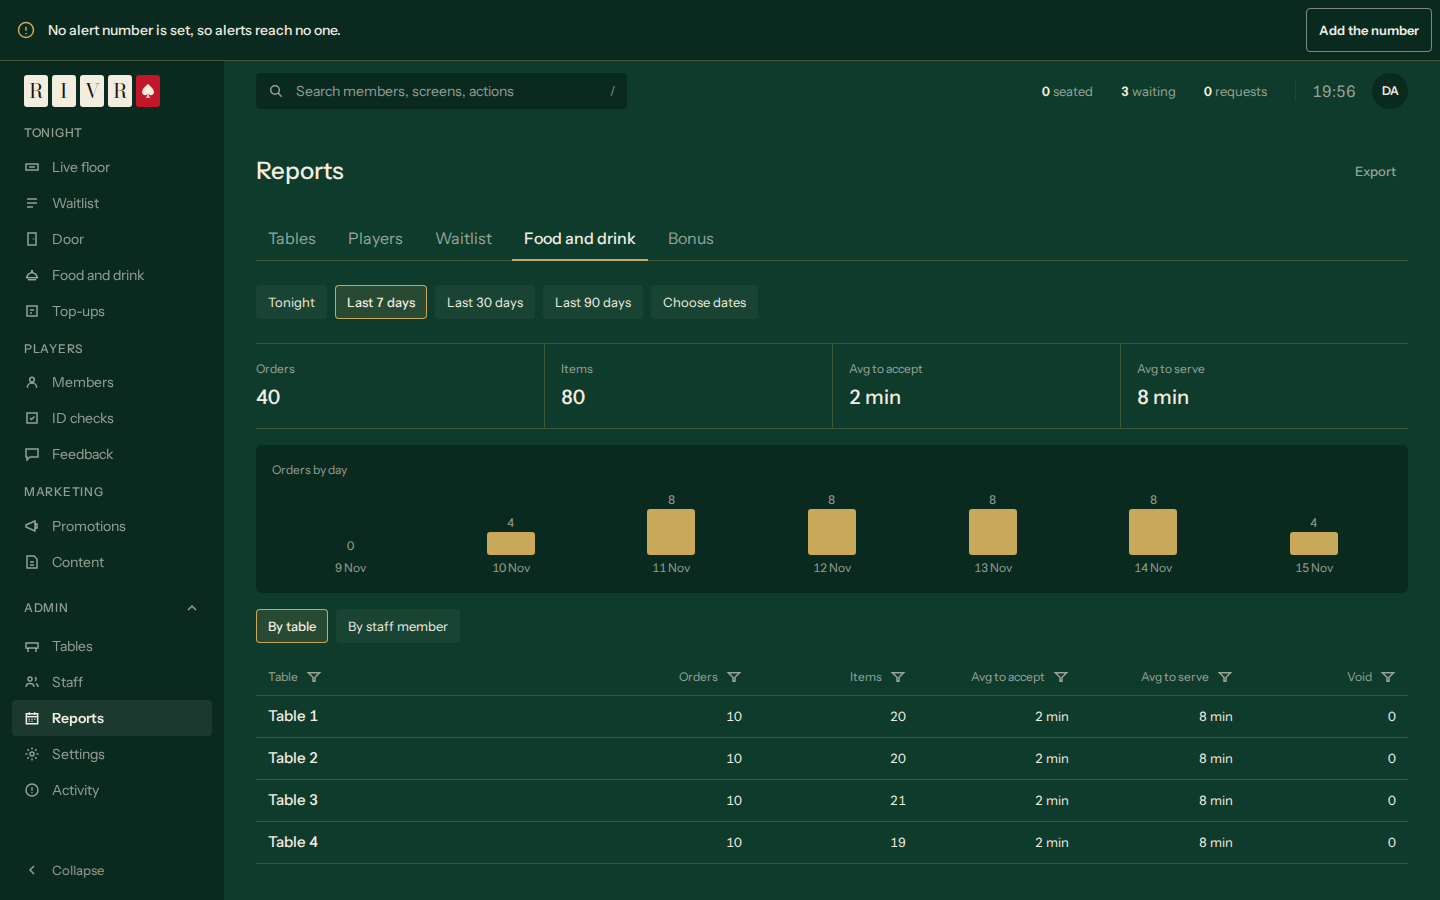 No alert number is set, so alerts reach no one.
Add the number
R I V R
Search members, screens, actions /
0 seated 3 waiting 0 requests 19:56 DA
TONIGHT
Live floor
Waitlist
Door
Food and drink
Top-ups
PLAYERS
Members
ID checks
Feedback
MARKETING
Promotions
Content
ADMIN
Tables
Staff
Reports
Settings
Activity
Collapse
Reports
Export
Tables Players Waitlist Food and drink Bonus
Tonight Last 7 days Last 30 days Last 90 days Choose dates
Orders Items Avg to accept Avg to serve
40 80 2 min 8 min
Orders by day
0 4 8 8 8 8 4
9 Nov 10 Nov 11 Nov 12 Nov 13 Nov 14 Nov 15 Nov
By table By staff member
Table Orders Items Avg to accept Avg to serve Void
Table 1 10 20 2 min 8 min 0
Table 2 10 20 2 min 8 min 0
Table 3 10 21 2 min 8 min 0
Table 4 10 19 2 min 8 min 0